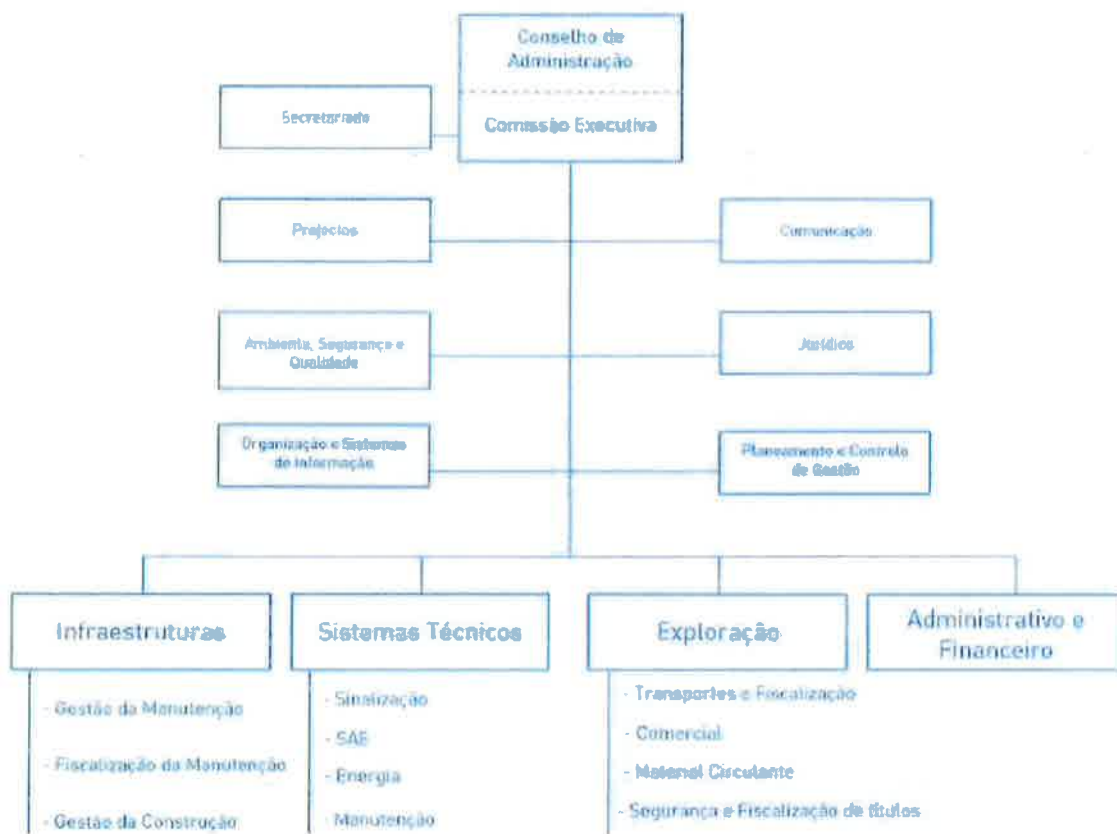 Conselho de
Administração
Comissão Executiva
Secretariado
Projectos
Comunicação
Ambiente, Segurança e
Qualidade
Jurídico
Organização e Sistemas
de Informação
Planeamento e Controlo
de Gestão
Infraestruturas
Sistemas Técnicos
Exploração
Administrativo e
Financeiro
- Gestão da Manutenção
- Fiscalização da Manutenção
- Gestão da Construção
- Sinalização
- SAE
- Energia
- Manutenção
- Transportes e Fiscalização
- Comercial
- Material Circulante
- Segurança e Fiscalização de títulos